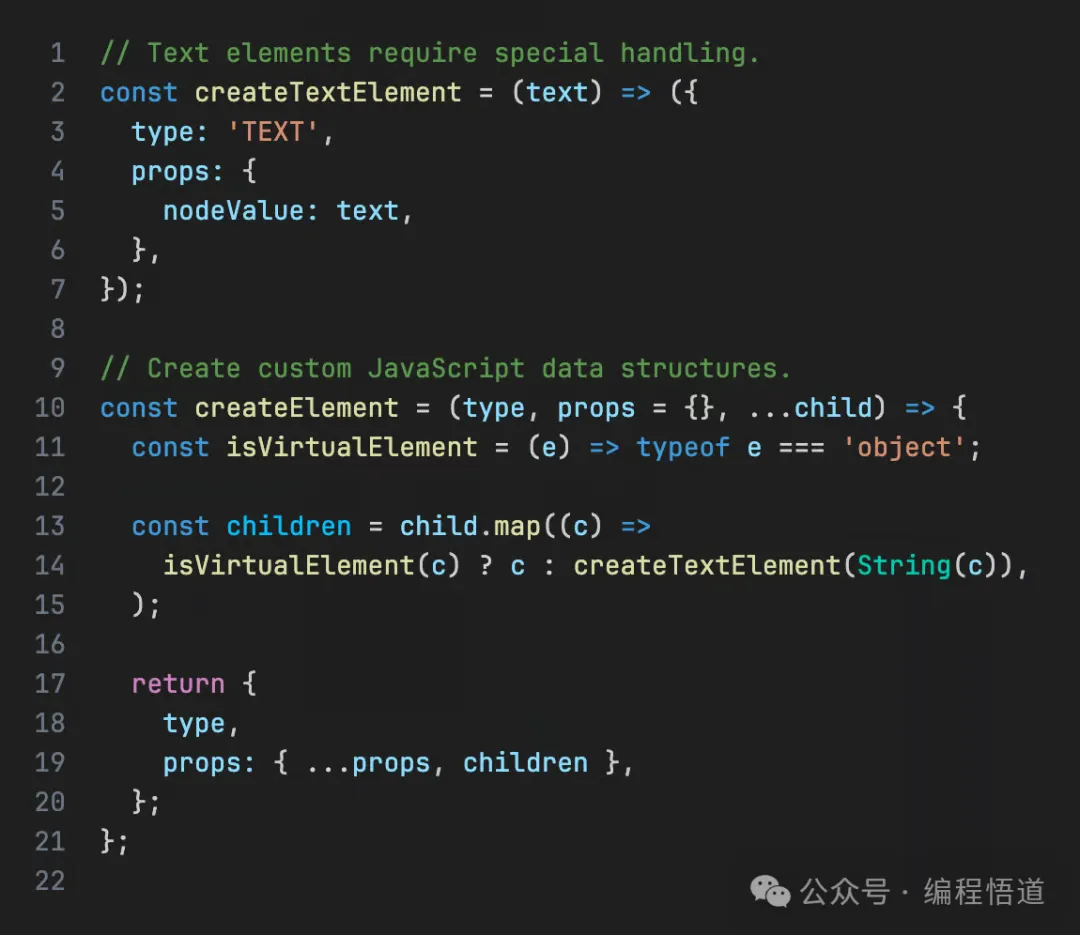 1 // Text elements require special handling.
2 const createTextElement = (text) => ({
3   type: 'TEXT',
4   props: {
5     nodeValue: text,
6   },
7 });
8
9 // Create custom JavaScript data structures.
10 const createElement = (type, props = {}, ...child) => {
11   const isVirtualElement = (e) => typeof e === 'object';
12
13   const children = child.map((c) =>
14     isVirtualElement(c) ? c : createTextElement(String(c)),
15   );
16
17   return {
18     type,
19     props: { ...props, children },
20   };
21 };
22
公众号 · 编程悟道